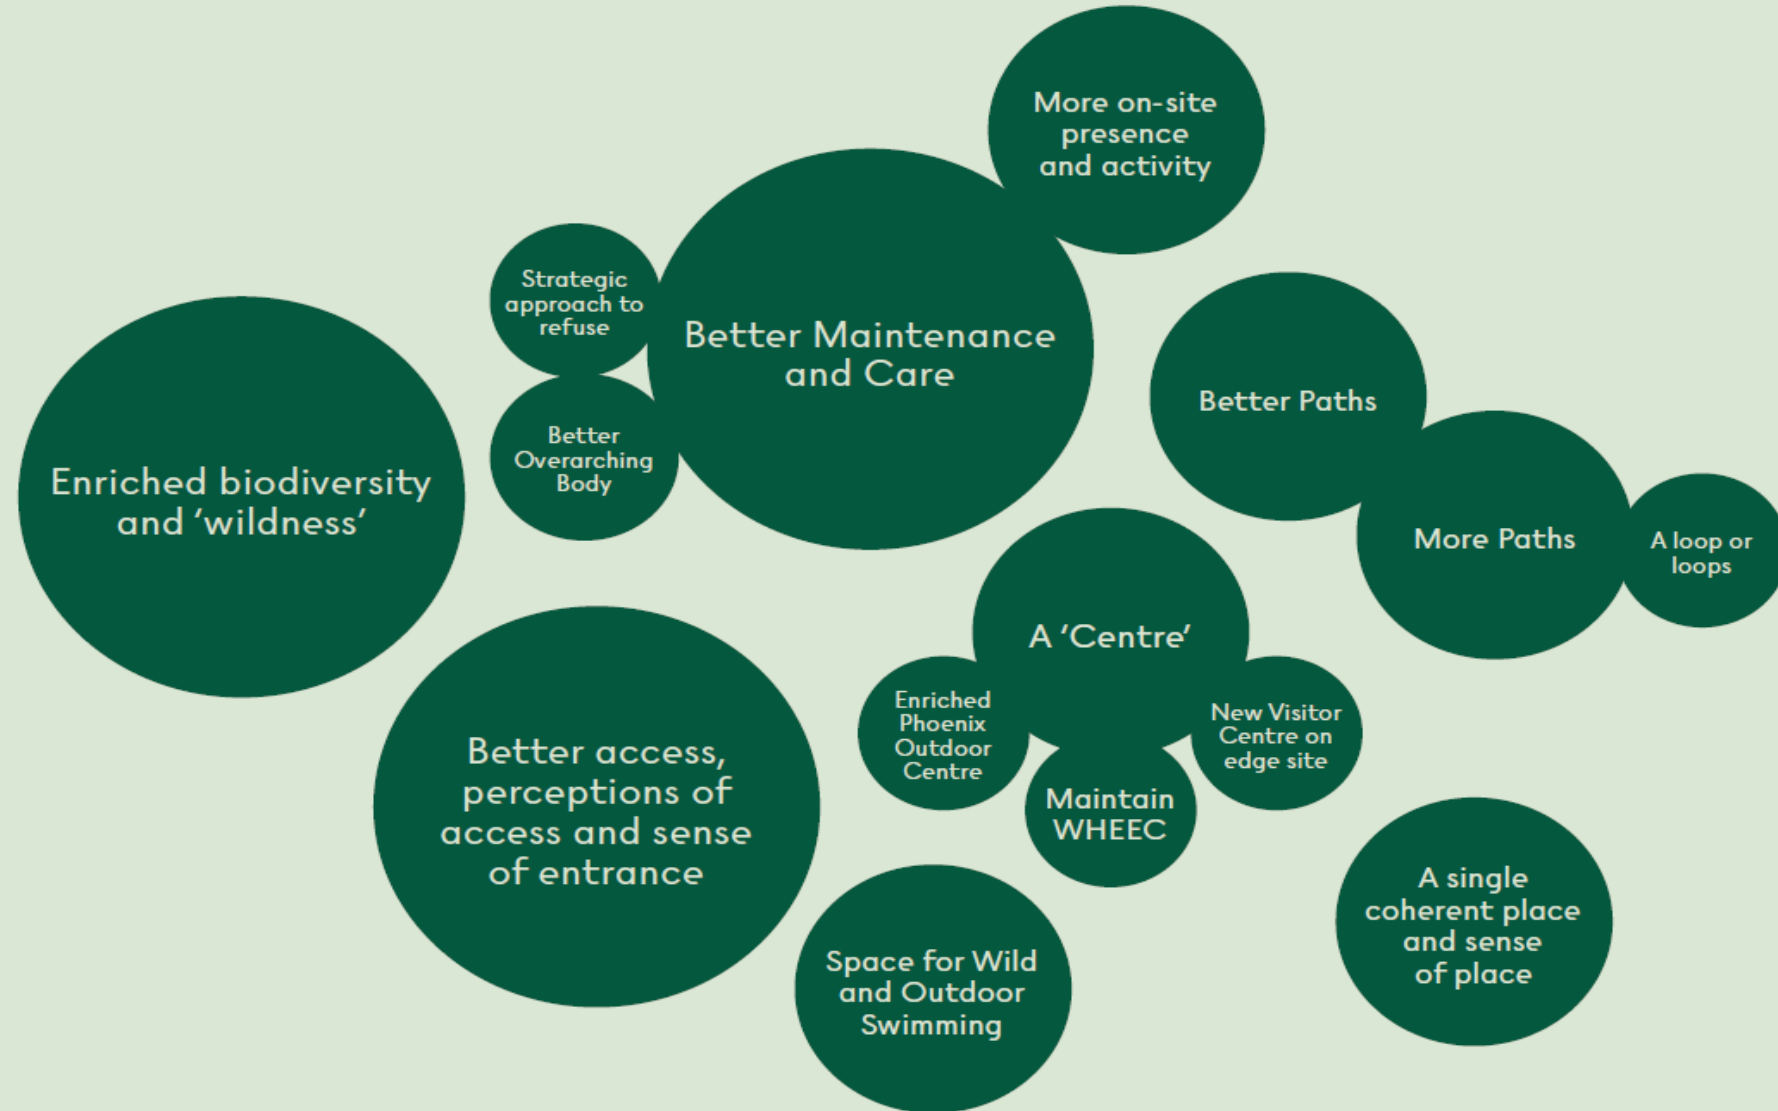 More on-site
presence
and activity
Strategic
approach to
refuse
Better Maintenance
and Care
Better Paths
Better
Overarching
Body
Enriched biodiversity
and ‘wildness’
More Paths
A loop or
loops
A ‘Centre’
Enriched
Phoenix
Outdoor
Centre
New Visitor
Centre on
edge site
Maintain
WHEEC
Better access,
perceptions of
access and sense
of entrance
A single
coherent place
and sense
of place
Space for Wild
and Outdoor
Swimming